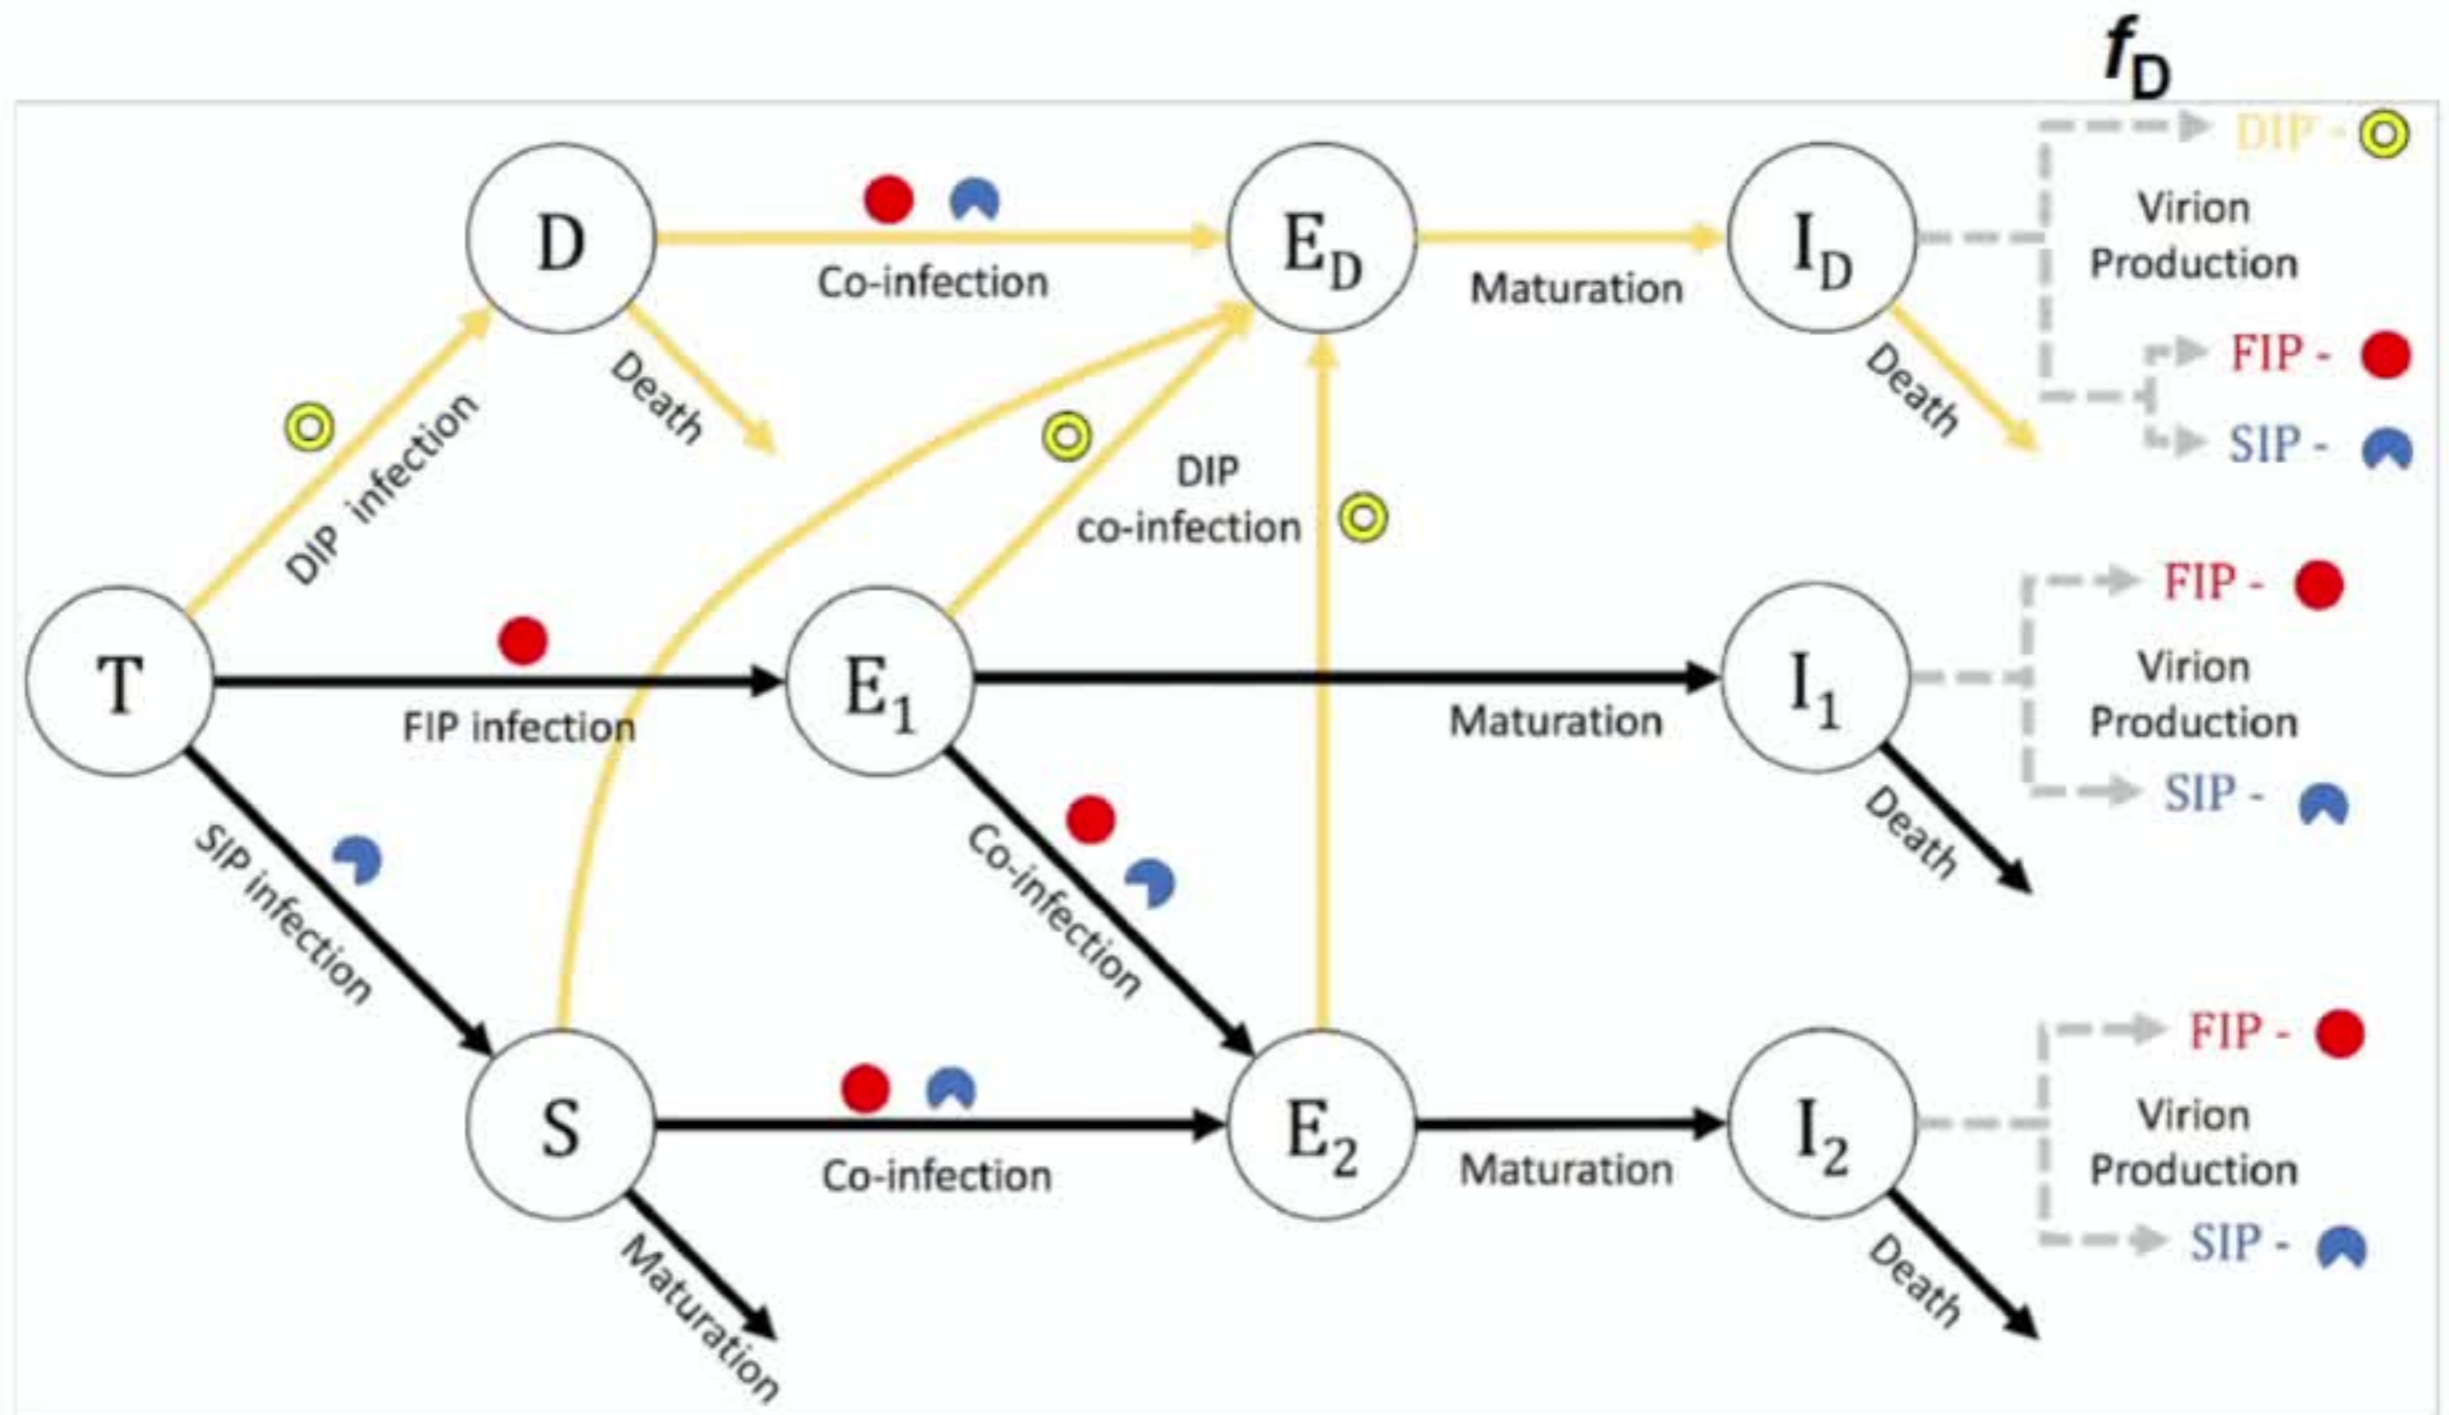 fD
DIP -
D
Co-infection
ED
Maturation
ID
Virion
Production
Death
Death
FIP -
SIP -
DIP infection
DIP
co-infection
T
FIP infection
E1
Maturation
I1
FIP -
Virion
Production
SIP -
Death
SIP infection
Co-infection
S
Co-infection
E2
Maturation
I2
FIP -
Virion
Production
SIP -
Maturation
Death